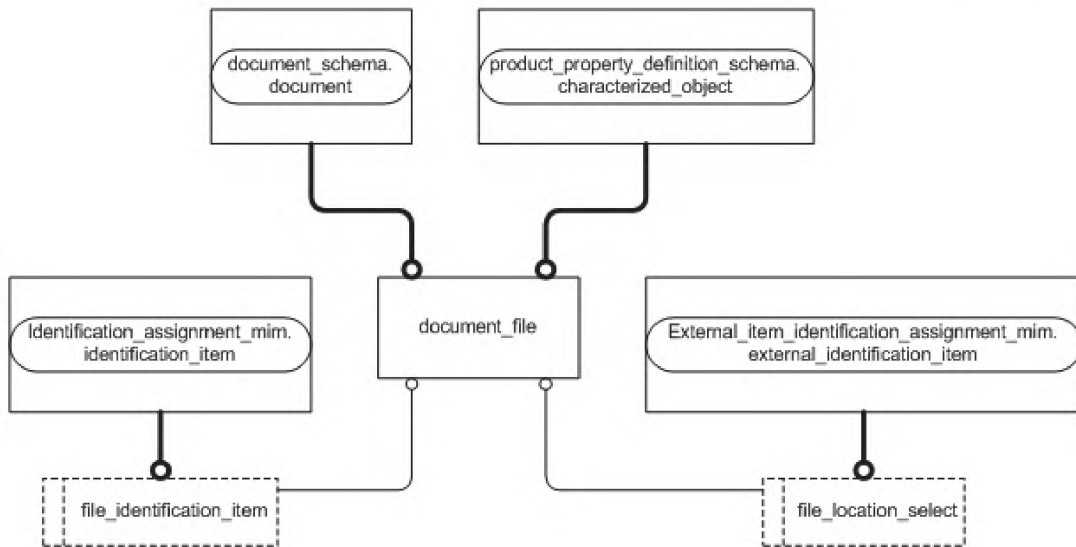 document_schema.
document
product_property_definition_schema.
characterized_object
Identification_assignment_mim.
identification_item
document_file
External_item_identification_assignment_mim.
external_identification_item
file_identification_item
file_location_select